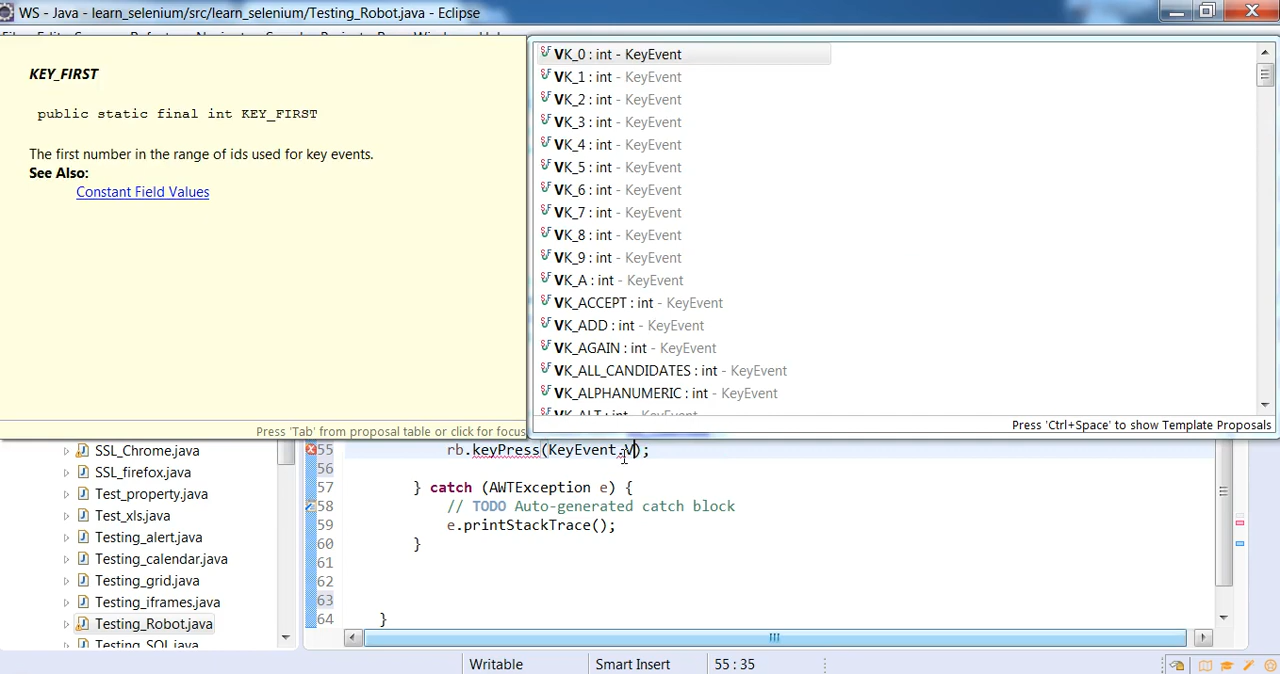 WS - Java - learn_selenium/src/learn_selenium/Testing_Robot.java - Eclipse
KEY_FIRST
public static final int KEY_FIRST
The first number in the range of ids used for key events.
See Also:
Constant Field Values
Press 'Tab' from proposal table or click for focus
VK_0 : int - KeyEvent
VK_1 : int - KeyEvent
VK_2 : int - KeyEvent
VK_3 : int - KeyEvent
VK_4 : int - KeyEvent
VK_5 : int - KeyEvent
VK_6 : int - KeyEvent
VK_7 : int - KeyEvent
VK_8 : int - KeyEvent
VK_9 : int - KeyEvent
VK_A : int - KeyEvent
VK_ACCEPT : int - KeyEvent
VK_ADD : int - KeyEvent
VK_AGAIN : int - KeyEvent
VK_ALL_CANDIDATES : int - KeyEvent
VK_ALPHANUMERIC : int - KeyEvent
VK_ALT : int - KeyEvent
Press 'Ctrl+Space' to show Template Proposals
SSL_Chrome.java
SSL_firefox.java
Test_property.java
Test_xls.java
Testing_alert.java
Testing_calendar.java
Testing_grid.java
Testing_iframes.java
Testing_Robot.java
Testing_SQL.java
55 rb.keyPress(KeyEvent.V);
56
57 } catch (AWTException e) {
58 // TODO Auto-generated catch block
59 e.printStackTrace();
60 }
61
62
63
64 }
Writable
Smart Insert
55 : 35